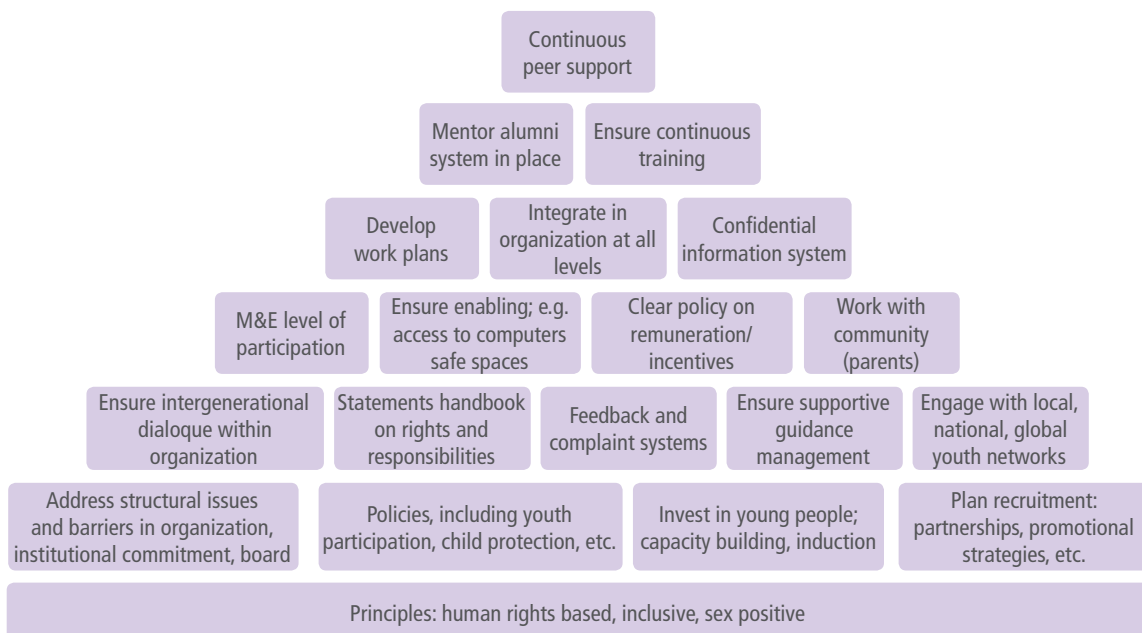 Continuous
peer support
Mentor alumni
system in place
Ensure continuous
training
Develop
work plans
Integrate in
organization at all
levels
Confidential
information system
M&E level of
participation
Ensure enabling; e.g.
access to computers
safe spaces
Clear policy on
remuneration/
incentives
Work with
community
(parents)
Ensure intergenerational
dialogue within
organization
Statements handbook
on rights and
responsibilities
Feedback and
complaint systems
Ensure supportive
guidance
management
Engage with local,
national, global
youth networks
Address structural issues
and barriers in organization,
institutional commitment, board
Policies, including youth
participation, child protection, etc.
Invest in young people;
capacity building, induction
Plan recruitment:
partnerships, promotional
strategies, etc.
Principles: human rights based, inclusive, sex positive